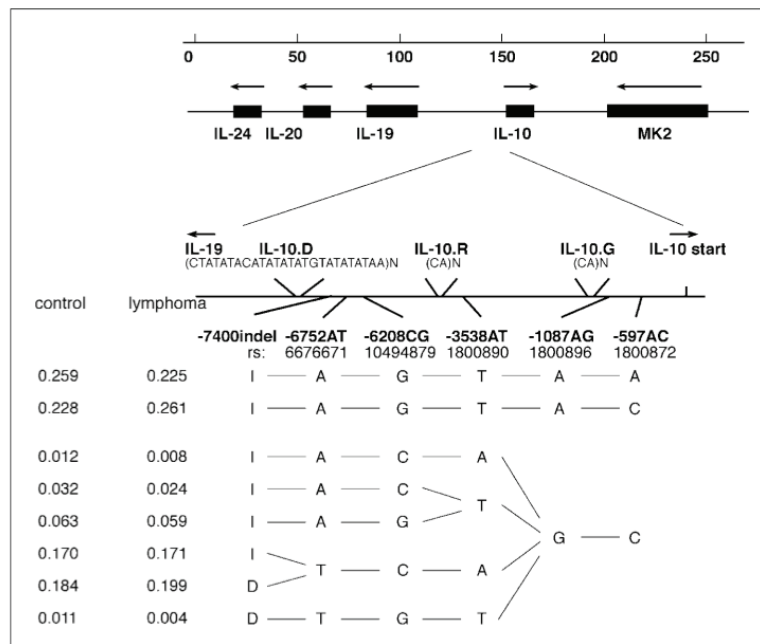 0 50 100 150 200 250
IL-24 IL-20 IL-19 IL-10 MK2
IL-19 IL-10.D IL-10.R IL-10.G IL-10 start
(CTATATACATATATATGTATATATAA)N (CA)N (CA)N
control lymphoma
-7400indel -6752AT -6208CG -3538AT -1087AG -597AC
rs: 6676671 10494879 1800890 1800896 1800872
0.259 0.225 I A G T A A
0.228 0.261 I A G T A C
0.012 0.008 I A C A
0.032 0.024 I A C
T
0.063 0.059 I A G
G C
0.170 0.171 I
T C A
0.184 0.199 D
0.011 0.004 D T G T